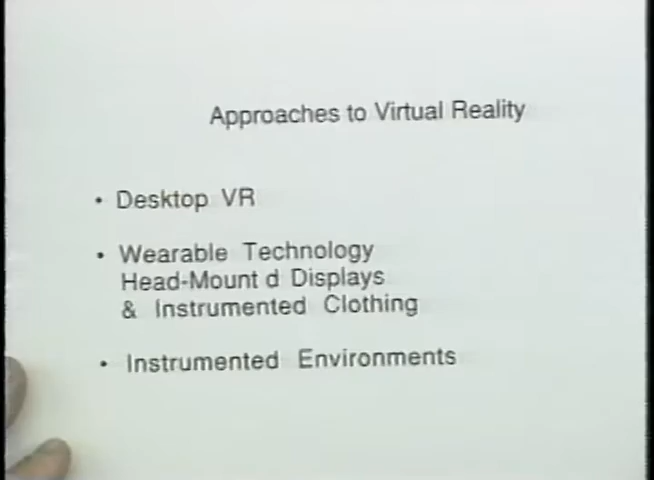 Approaches to Virtual Reality
• Desktop VR
• Wearable Technology
Head-Mount d Displays
& Instrumented Clothing
• Instrumented Environments